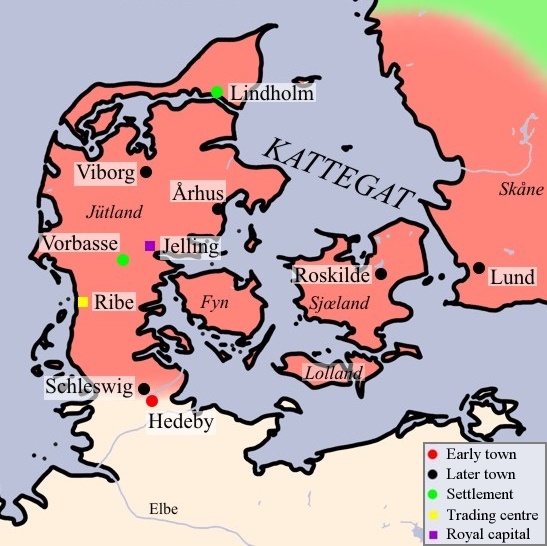 Lindholm
KATTEGAT
Viborg
Skåne
Århus
Jütland
Vorbasse
Jelling
Roskilde
Lund
Ribe
Fyn
Sjœland
Lolland
Schleswig
Hedeby
Elbe
Early town
Later town
Settlement
Trading centre
Royal capital